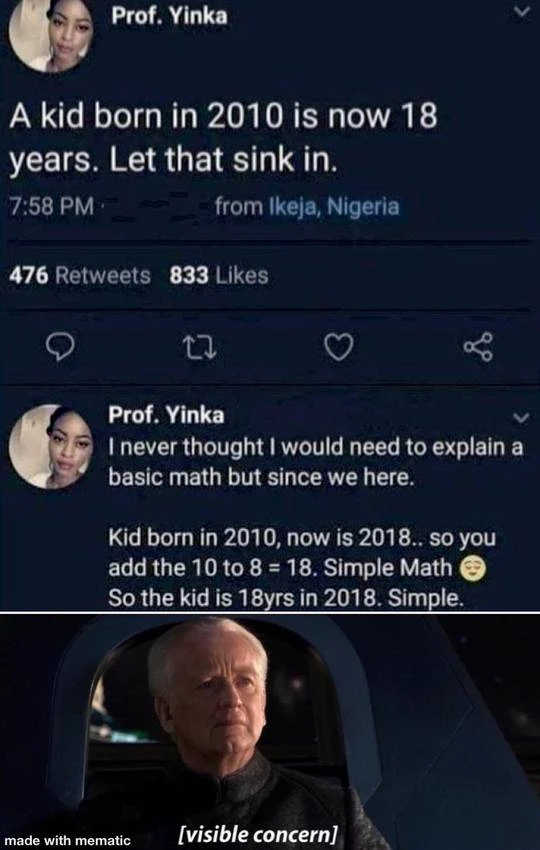 Prof. Yinka
A kid born in 2010 is now 18
years. Let that sink in.
7:58 PM · from Ikeja, Nigeria
476 Retweets 833 Likes
Prof. Yinka
I never thought I would need to explain a
basic math but since we here.
Kid born in 2010, now is 2018.. so you
add the 10 to 8 = 18. Simple Math 😌
So the kid is 18yrs in 2018. Simple.
[visible concern]
made with mematic